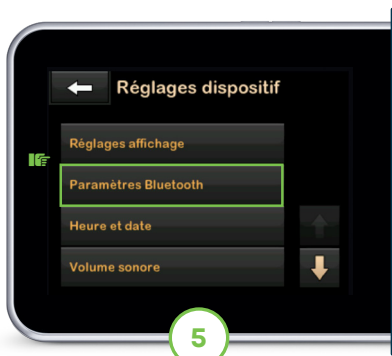 Réglages dispositif
Réglages affichage
Paramètres Bluetooth
Heure et date
Volume sonore
5